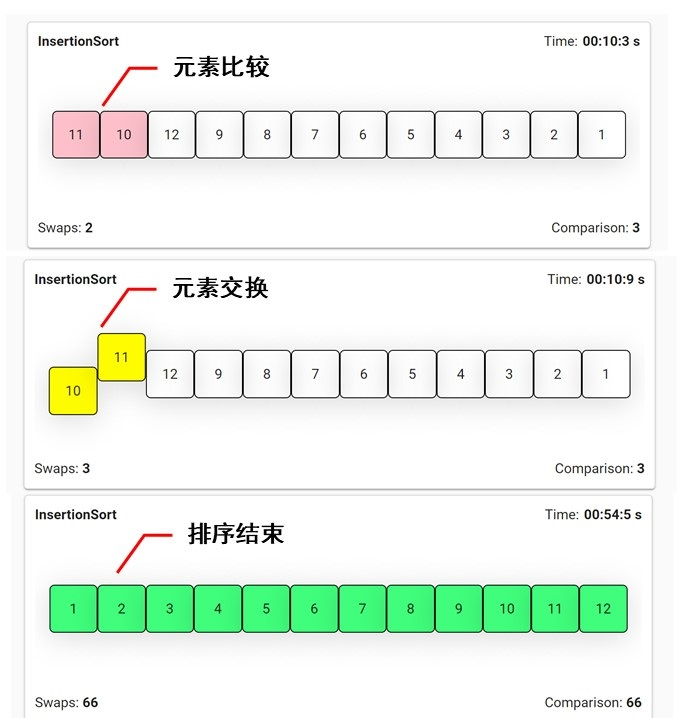 InsertionSort Time: 00:10:3 s
元素比较
11 10 12 9 8 7 6 5 4 3 2 1
Swaps: 2 Comparison: 3
InsertionSort Time: 00:10:9 s
元素交换
10 11 12 9 8 7 6 5 4 3 2 1
Swaps: 3 Comparison: 3
InsertionSort Time: 00:54:5 s
排序结束
1 2 3 4 5 6 7 8 9 10 11 12
Swaps: 66 Comparison: 66